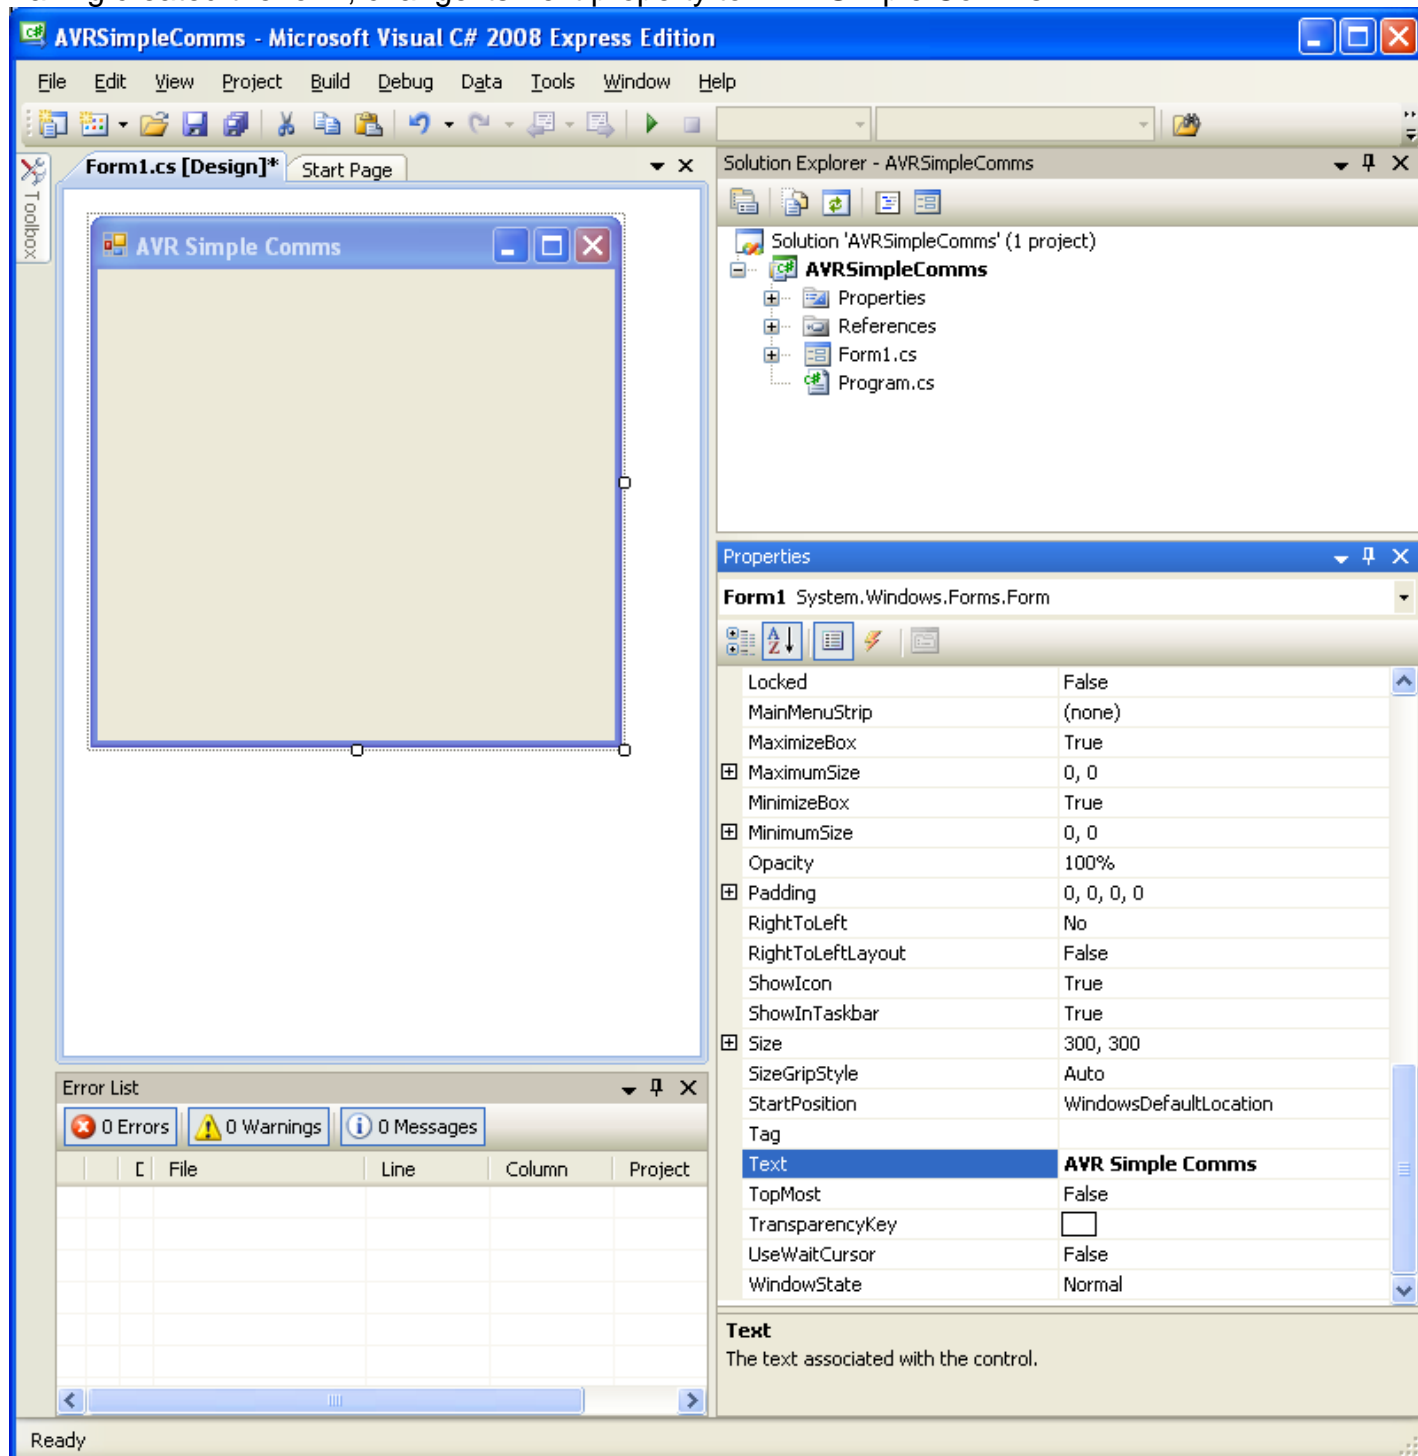 AVRSimpleComms - Microsoft Visual C# 2008 Express Edition
File Edit View Project Build Debug Data Tools Window Help
Toolbox
Form1.cs [Design]* Start Page
AVR Simple Comms
Solution Explorer - AVRSimpleComms
Solution 'AVRSimpleComms' (1 project)
AVRSimpleComms
Properties
References
Form1.cs
Program.cs
Properties
Form1 System.Windows.Forms.Form
Locked False
MainMenuStrip (none)
MaximizeBox True
MaximumSize 0, 0
MinimizeBox True
MinimumSize 0, 0
Opacity 100%
Padding 0, 0, 0, 0
RightToLeft No
RightToLeftLayout False
ShowIcon True
ShowInTaskbar True
Size 300, 300
SizeGripStyle Auto
StartPosition WindowsDefaultLocation
Tag
Text AVR Simple Comms
TopMost False
TransparencyKey
UseWaitCursor False
WindowState Normal
Text
The text associated with the control.
Error List
0 Errors 0 Warnings 0 Messages
File Line Column Project
Ready